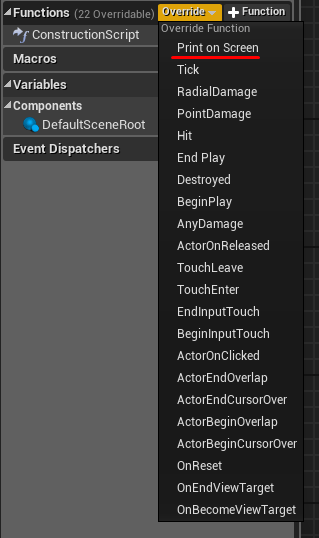 Functions (22 Overridable) Override + Function
ConstructionScript
Macros
Variables
Components
DefaultSceneRoot
Event Dispatchers
Override Function
Print on Screen
Tick
RadialDamage
PointDamage
Hit
End Play
Destroyed
BeginPlay
AnyDamage
ActorOnReleased
TouchLeave
TouchEnter
EndInputTouch
BeginInputTouch
ActorOnClicked
ActorEndOverlap
ActorEndCursorOver
ActorBeginOverlap
ActorBeginCursorOver
OnReset
OnEndViewTarget
OnBecomeViewTarget